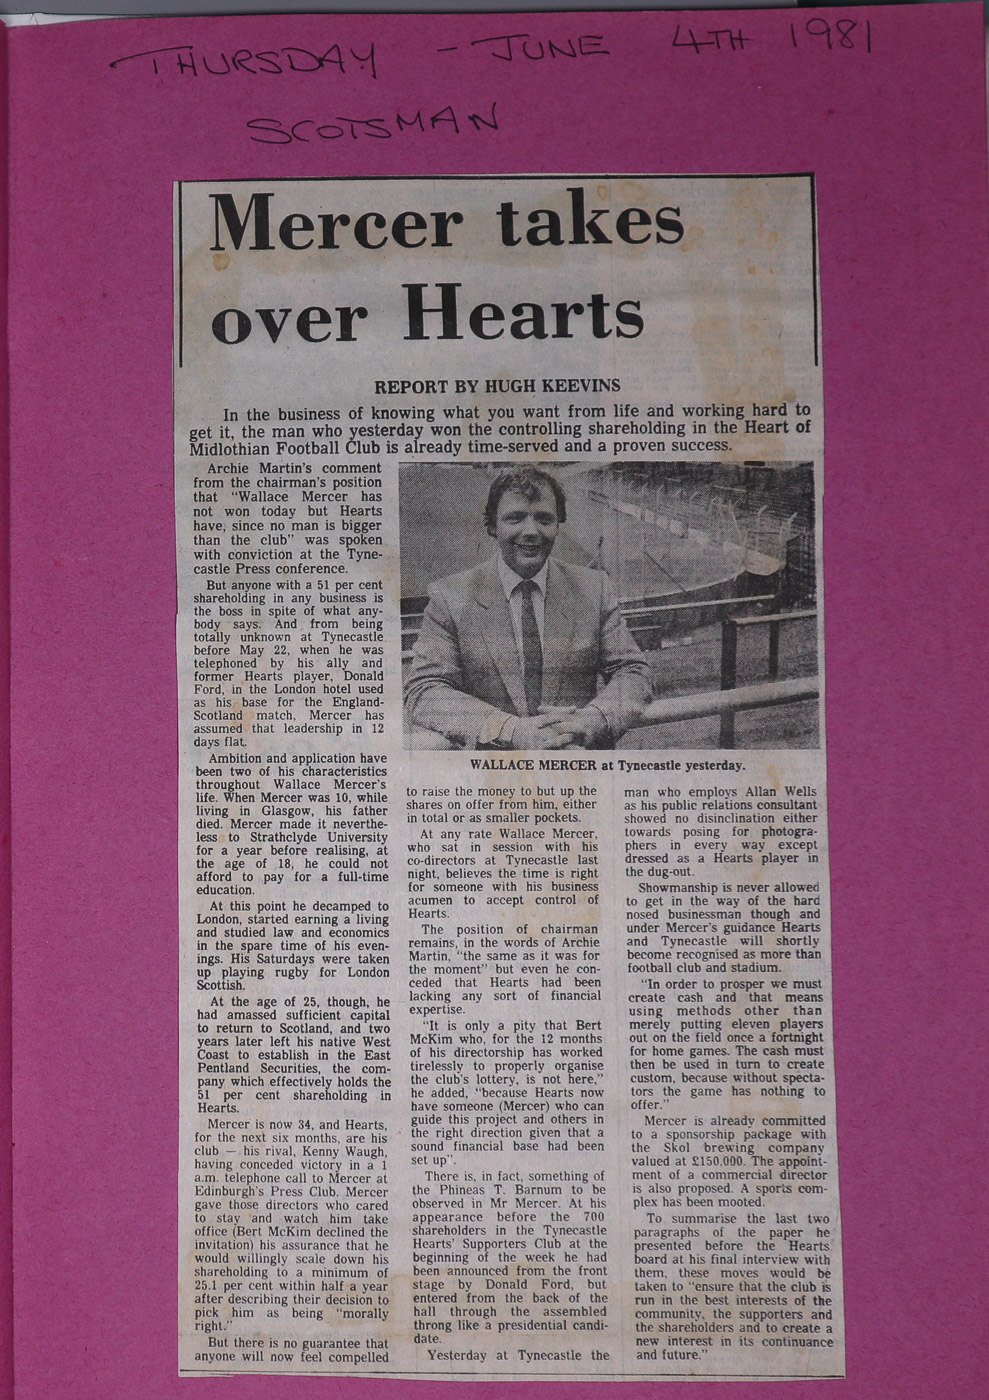 THURSDAY - JUNE 4TH 1981
SCOTSMAN
Mercer takes
over Hearts
REPORT BY HUGH KEEVINS
In the business of knowing what you want from life and working hard to
get it, the man who yesterday won the controlling shareholding in the Heart of
Midlothian Football Club is already time-served and a proven success.
Archie Martin's comment
from the chairman's position
that "Wallace Mercer has
not won today but Hearts
have, since no man is bigger
than the club" was spoken
with conviction at the Tyne-
castle Press conference.
But anyone with a 51 per cent
shareholding in any business is
the boss in spite of what any-
body says. And from being
totally unknown at Tynecastle
before May 22, when he was
telephoned by his ally and
former Hearts player, Donald
Ford, in the London hotel used
as his base for the England-
Scotland match, Mercer has
assumed that leadership in 12
days flat.
Ambition and application have
been two of his characteristics
throughout Wallace Mercer's
life. When Mercer was 10, while
living in Glasgow, his father
died. Mercer made it neverthe-
less to Strathclyde University
for a year before realising, at
the age of 18, he could not
afford to pay for a full-time
education.
At this point he decamped to
London, started earning a living
and studied law and economics
in the spare time of his even-
ings. His Saturdays were taken
up playing rugby for London
Scottish.
At the age of 25, though, he
had amassed sufficient capital
to return to Scotland, and two
years later left his native West
Coast to establish in the East
Pentland Securities, the com-
pany which effectively holds the
51 per cent shareholding in
Hearts.
Mercer is now 34, and Hearts,
for the next six months, are his
club — his rival, Kenny Waugh,
having conceded victory in a 1
a.m. telephone call to Mercer at
Edinburgh's Press Club. Mercer
gave those directors who cared
to stay and watch him take
office (Bert McKim declined the
invitation) his assurance that he
would willingly scale down his
shareholding to a minimum of
25.1 per cent within half a year
after describing their decision to
pick him as being "morally
right."
But there is no guarantee that
anyone will now feel compelled
WALLACE MERCER at Tynecastle yesterday.
to raise the money to but up the
shares on offer from him, either
in total or as smaller pockets.
At any rate Wallace Mercer,
who sat in session with his
co-directors at Tynecastle last
night, believes the time is right
for someone with his business
acumen to accept control of
Hearts.
The position of chairman
remains, in the words of Archie
Martin, "the same as it was for
the moment" but even he con-
ceded that Hearts had been
lacking any sort of financial
expertise.
"It is only a pity that Bert
McKim who, for the 12 months
of his directorship has worked
tirelessly to properly organise
the club's lottery, is not here,"
he added, "because Hearts now
have someone (Mercer) who can
guide this project and others in
the right direction given that a
sound financial base had been
set up".
There is, in fact, something of
the Phineas T. Barnum to be
observed in Mr Mercer. At his
appearance before the 700
shareholders in the Tynecastle
Hearts' Supporters Club at the
beginning of the week he had
been announced from the front
stage by Donald Ford, but
entered from the back of the
hall through the assembled
throng like a presidential candi-
date.
Yesterday at Tynecastle the
man who employs Allan Wells
as his public relations consultant
showed no disinclination either
towards posing for photogra-
phers in every way except
dressed as a Hearts player in
the dug-out.
Showmanship is never allowed
to get in the way of the hard
nosed businessman though and
under Mercer's guidance Hearts
and Tynecastle will shortly
become recognised as more than
football club and stadium.
"In order to prosper we must
create cash and that means
using methods other than
merely putting eleven players
out on the field once a fortnight
for home games. The cash must
then be used in turn to create
custom, because without specta-
tors the game has nothing to
offer."
Mercer is already committed
to a sponsorship package with
the Skol brewing company
valued at £150,000. The appoint-
ment of a commercial director
is also proposed. A sports com-
plex has been mooted.
To summarise the last two
paragraphs of the paper he
presented before the Hearts
board at his final interview with
them, these moves would be
taken to "ensure that the club is
run in the best interests of the
community, the supporters and
the shareholders and to create a
new interest in its continuance
and future."